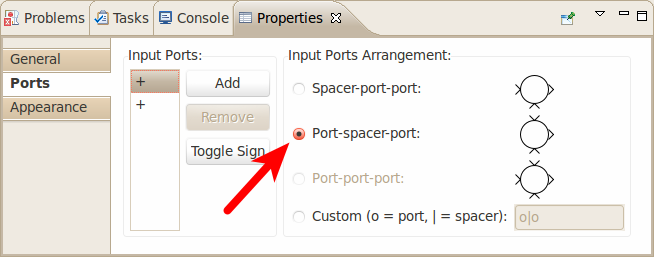 Problems Tasks Console Properties
General
Ports
Appearance
Input Ports:
+
+
Add
Remove
Toggle Sign
Input Ports Arrangement:
Spacer-port-port:
Port-spacer-port:
Port-port-port:
Custom (o = port, | = spacer): o|o